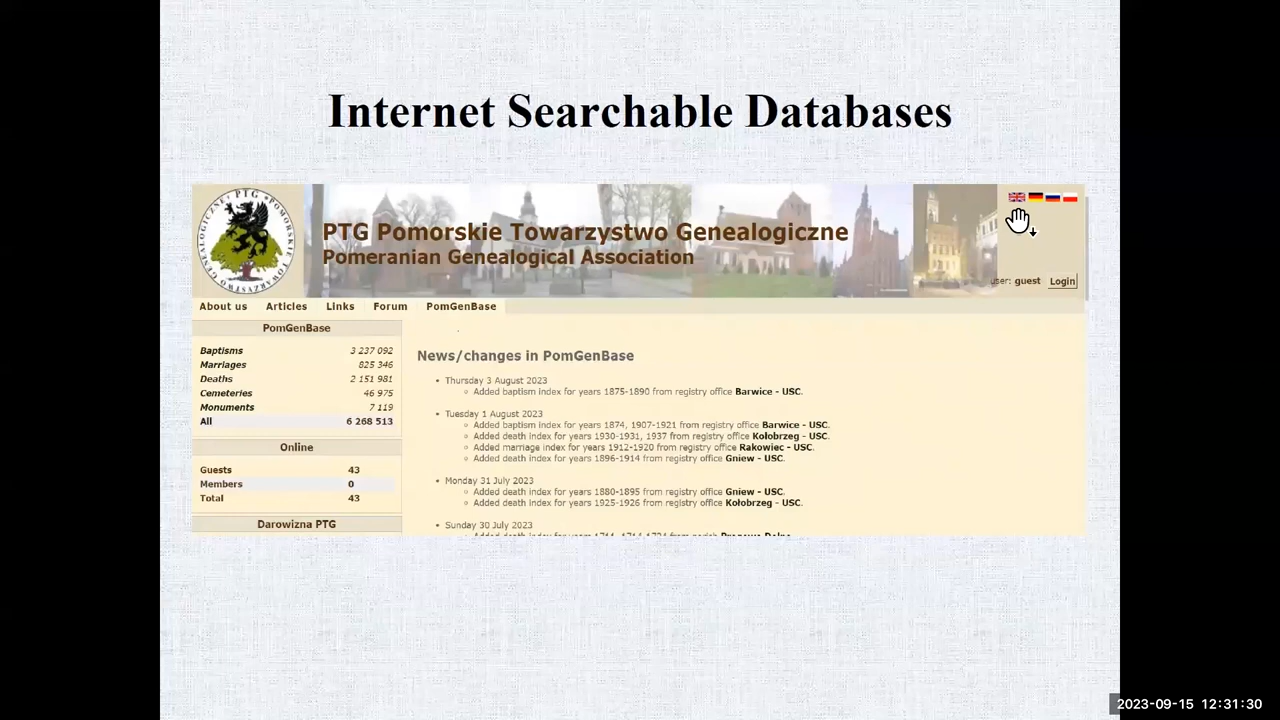 Internet Searchable Databases
PTG Pomorskie Towarzystwo Genealogiczne
Pomeranian Genealogical Association
user: guest Login
About us Articles Links Forum PomGenBase
PomGenBase
Baptisms 3 237 092
Marriages 825 346
Deaths 2 151 981
Cemeteries 46 975
Monuments 7 119
All 6 268 513
Online
Guests 43
Members 0
Total 43
Darowizna PTG
News/changes in PomGenBase
Thursday 3 August 2023
Added baptism index for years 1875-1890 from registry office Barwice - USC.
Tuesday 1 August 2023
Added baptism index for years 1874, 1907-1921 from registry office Barwice - USC.
Added death index for years 1930-1931, 1937 from registry office Kołobrzeg - USC.
Added marriage index for years 1912-1920 from registry office Rakowiec - USC.
Added death index for years 1896-1914 from registry office Gniew - USC.
Monday 31 July 2023
Added death index for years 1880-1895 from registry office Gniew - USC.
Added death index for years 1925-1926 from registry office Kołobrzeg - USC.
Sunday 30 July 2023
2023-09-15 12:31:30